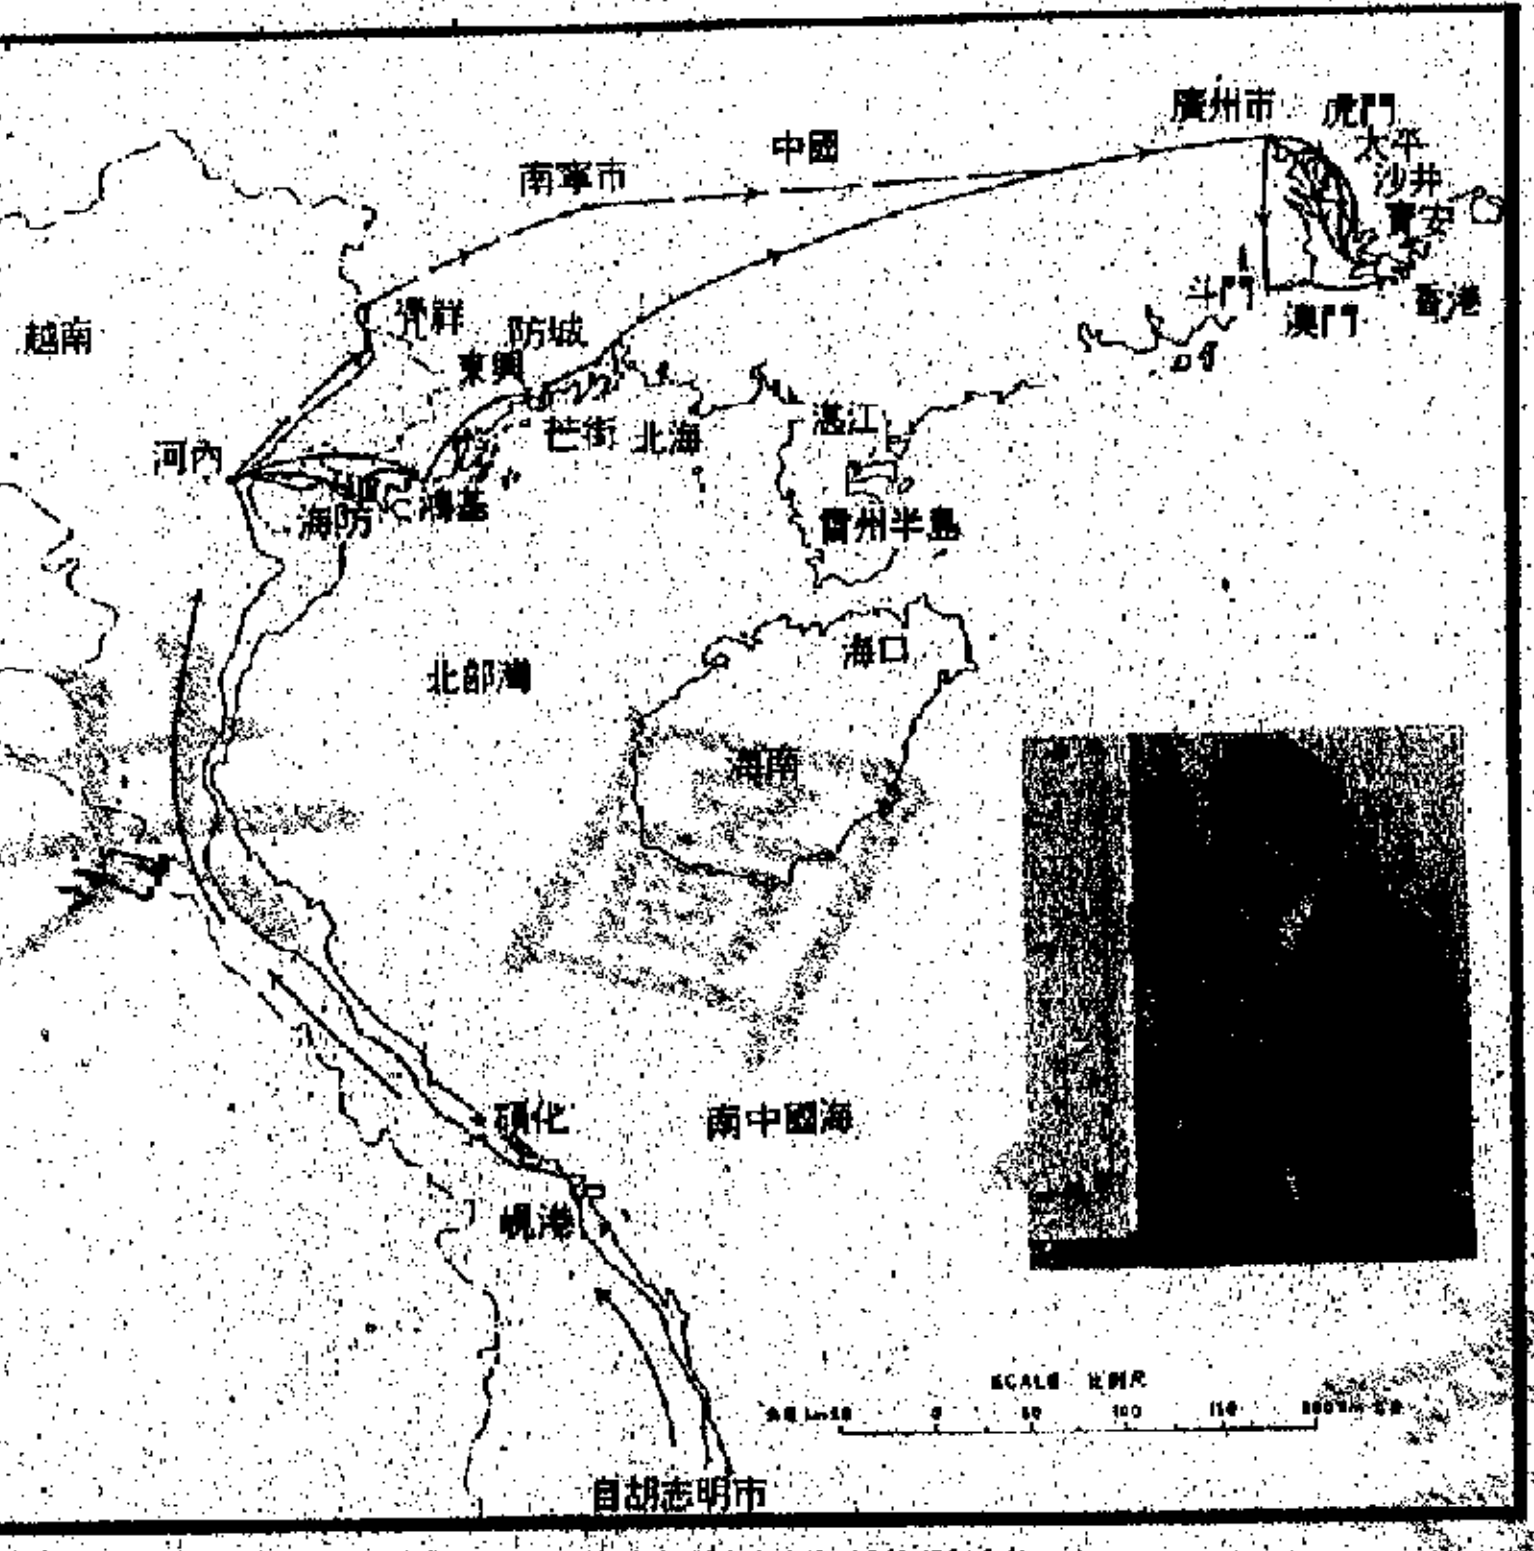 廣州市
虎門
太平
沙井
寶安
中國
南寧市
斗門
澳門
香港
憑祥
防城
東興
越南
芒街
北海
湛江
河內
海防
鴻基
雷州半島
海口
北部灣
海南
南中國海
順化
峴港
SCALE 比例尺
0 50 100 150
自胡志明市